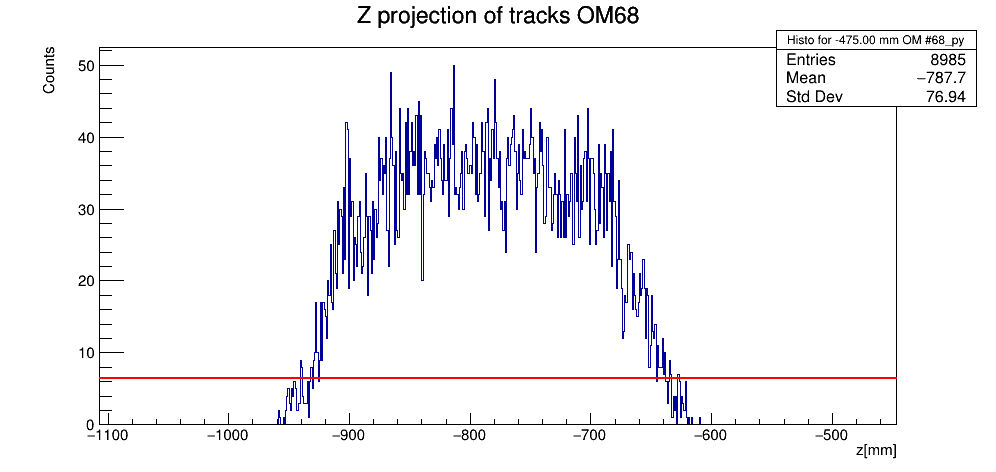 Z projection of tracks OM68
Histo for -475.00 mm OM #68_py
Entries 8985
Mean −787.7
Std Dev 76.94
Counts
50
40
30
20
10
0
−1100 −1000 −900 −800 −700 −600 −500
z[mm]